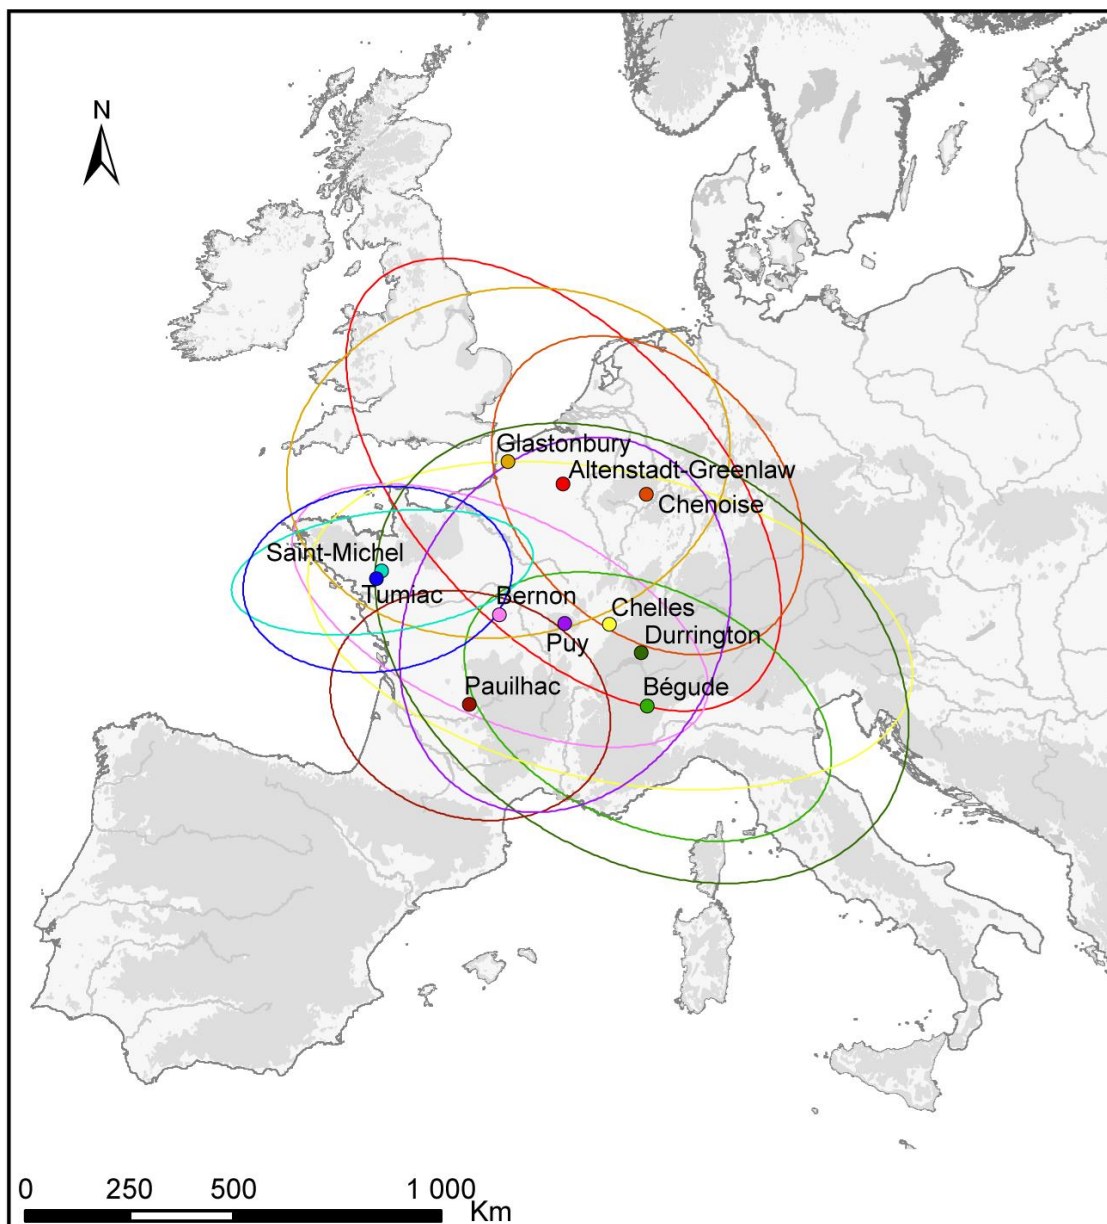 N
Glastonbury
Altenstadt-Greenlaw
Chenoise
Saint-Michel
Tumiac
Bernon
Chelles
Puy
Durrington
Pauilhac
Bégude
0 250 500 1 000
Km